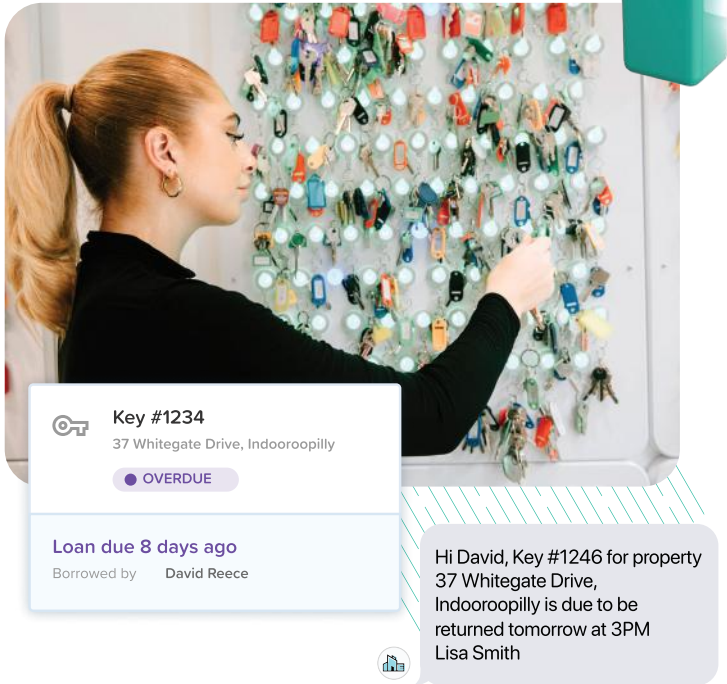 Key #1234
37 Whitegate Drive, Indooroopilly
OVERDUE
Loan due 8 days ago
Borrowed by David Reece
Hi David, Key #1246 for property
37 Whitegate Drive,
Indooroopilly is due to be
returned tomorrow at 3PM
Lisa Smith